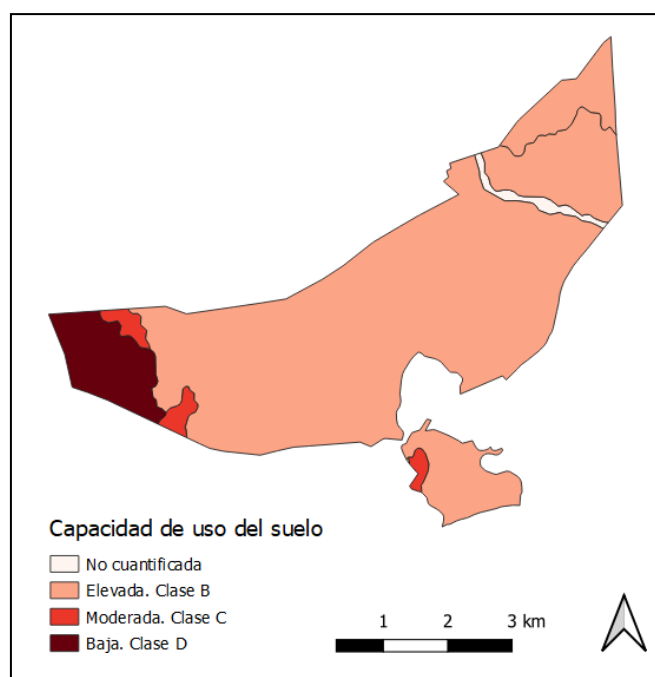 Capacidad de uso del suelo
No cuantificada
Elevada. Clase B
Moderada. Clase C
Baja. Clase D
1 2 3 km